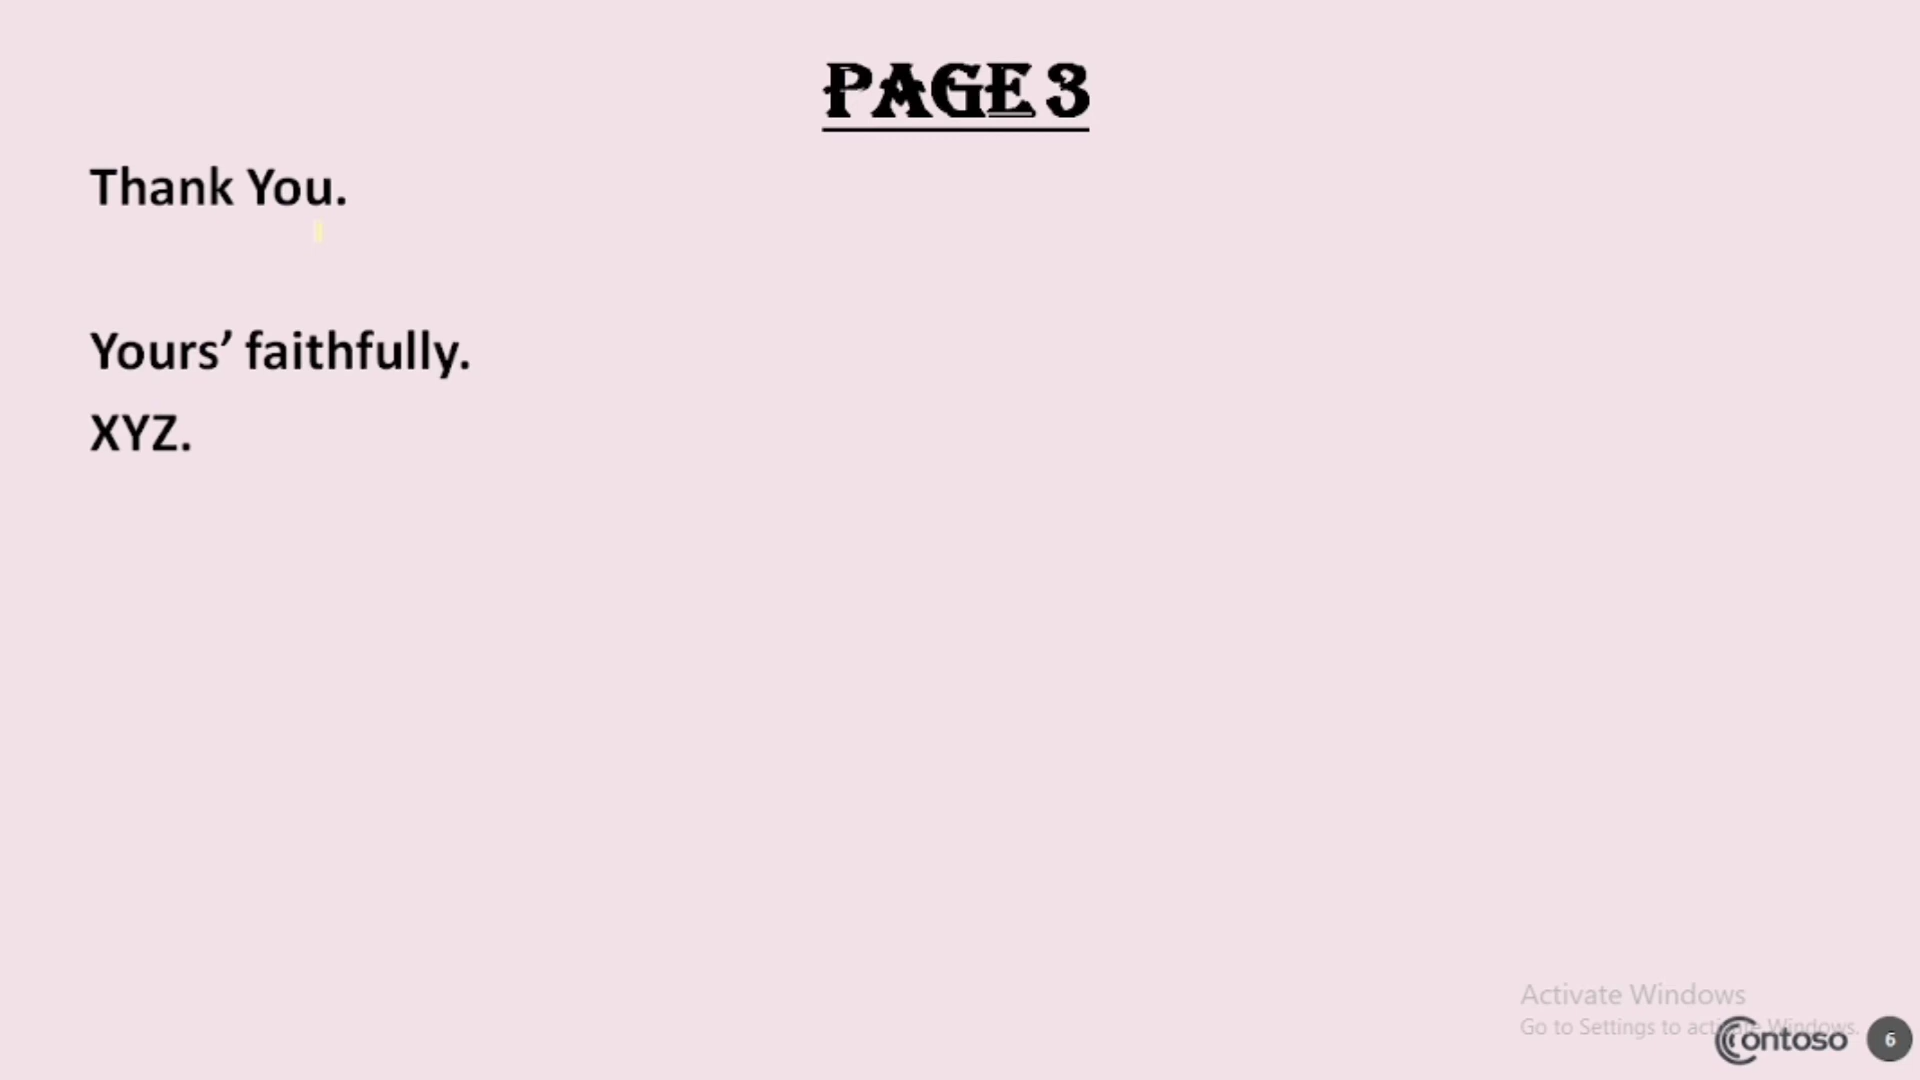 PAGE 3
Thank You.
Yours’ faithfully.
XYZ.
Activate Windows
Go to Settings to activate Windows.
Contoso
6